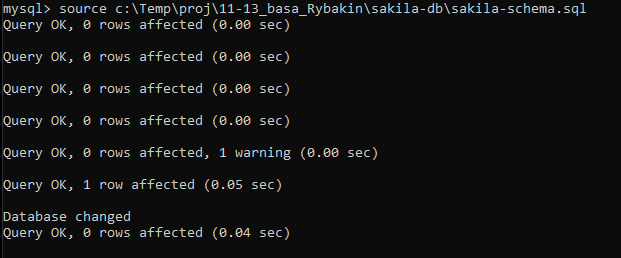 mysql> source c:\Temp\proj\11-13_basa_Rybakin\sakila-db\sakila-schema.sql
Query OK, 0 rows affected (0.00 sec)
Query OK, 0 rows affected (0.00 sec)
Query OK, 0 rows affected (0.00 sec)
Query OK, 0 rows affected (0.00 sec)
Query OK, 0 rows affected, 1 warning (0.00 sec)
Query OK, 1 row affected (0.05 sec)
Database changed
Query OK, 0 rows affected (0.04 sec)